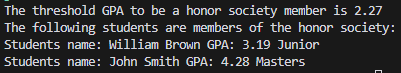 The threshold GPA to be a honor society member is 2.27
The following students are members of the honor society:
Students name: William Brown GPA: 3.19 Junior
Students name: John Smith GPA: 4.28 Masters